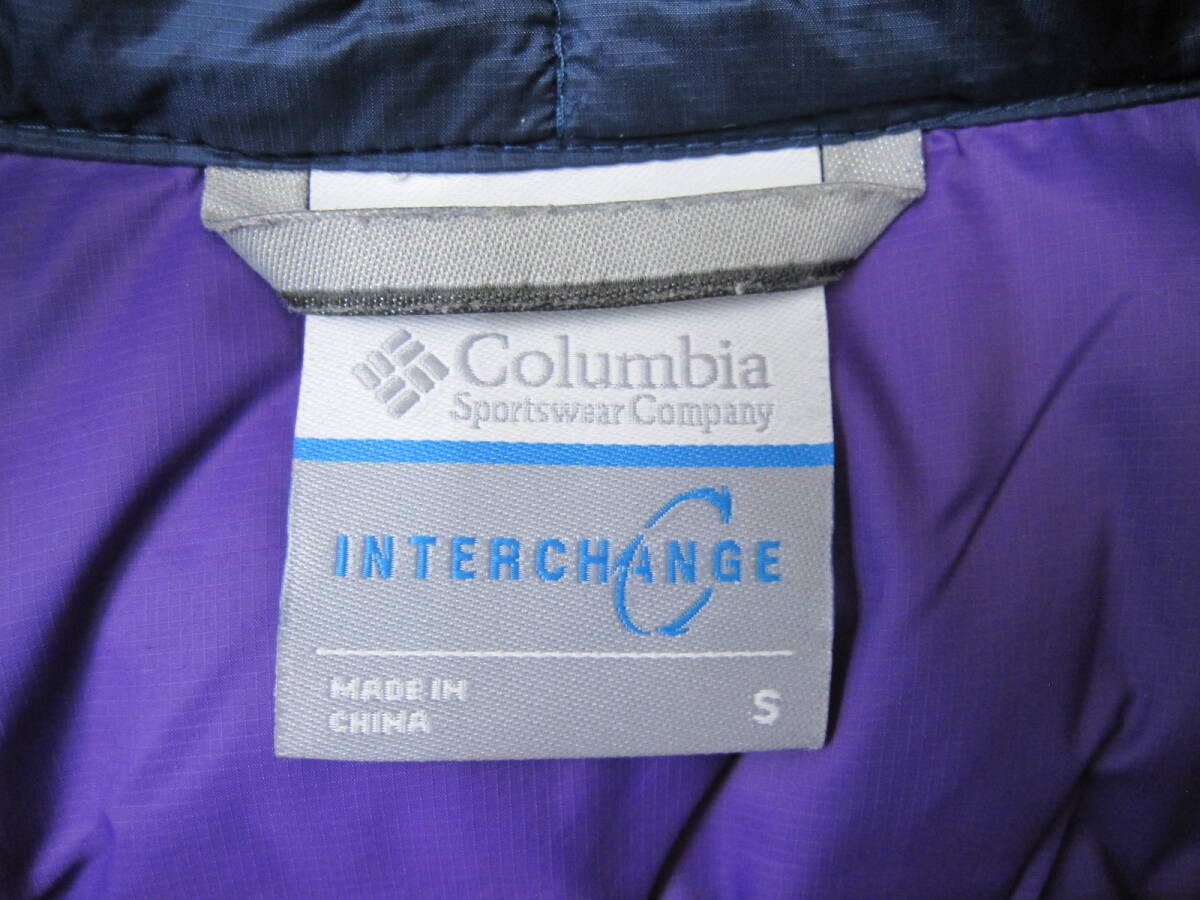 Columbia
Sportswear Company
INTERCHANGE
MADE IN
CHINA
S